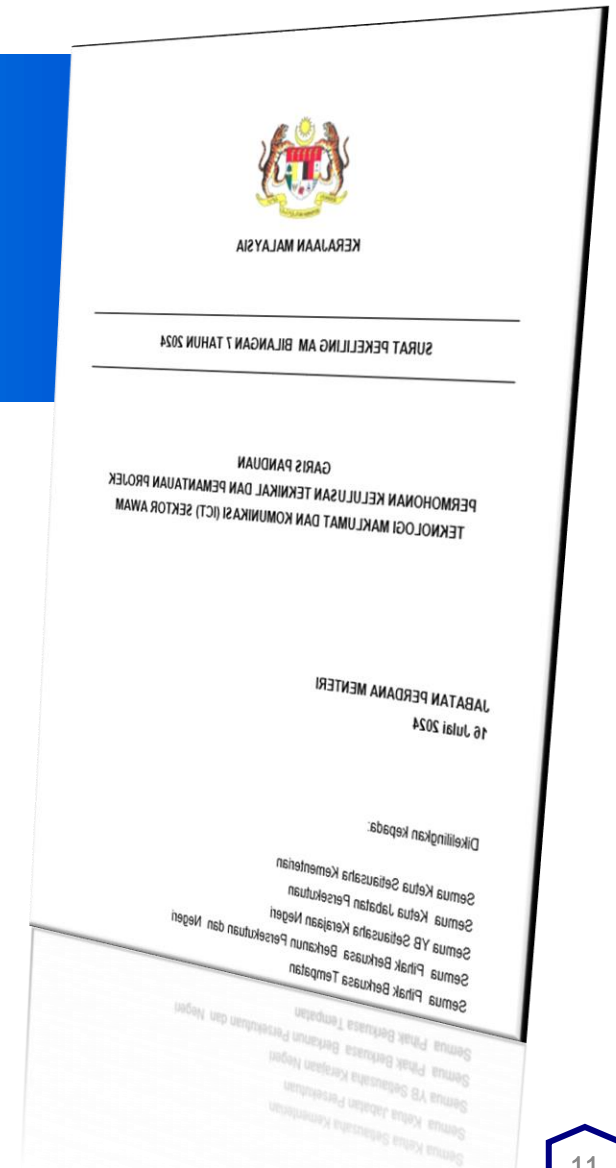 KERAJAAN MALAYSIA
SURAT PEKELILING AM BILANGAN 7 TAHUN 2024
GARIS PANDUAN
PERMOHONAN KELULUSAN TEKNIKAL DAN PEMANTAUAN PROJEK
TEKNOLOGI MAKLUMAT DAN KOMUNIKASI (ICT) SEKTOR AWAM
JABATAN PERDANA MENTERI
16 Julai 2024
Dikelilingkan kepada:
Semua Ketua Setiausaha Kementerian
Semua Ketua Jabatan Persekutuan
Semua YB Setiausaha Kerajaan Negeri
Semua Pihak Berkuasa Berkanun Persekutuan dan Negeri
Semua Pihak Berkuasa Tempatan
11